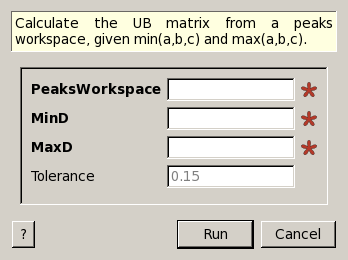 Calculate the UB matrix from a peaks
workspace, given min(a,b,c) and max(a,b,c).
PeaksWorkspace
MinD
MaxD
Tolerance 0.15
? Run Cancel